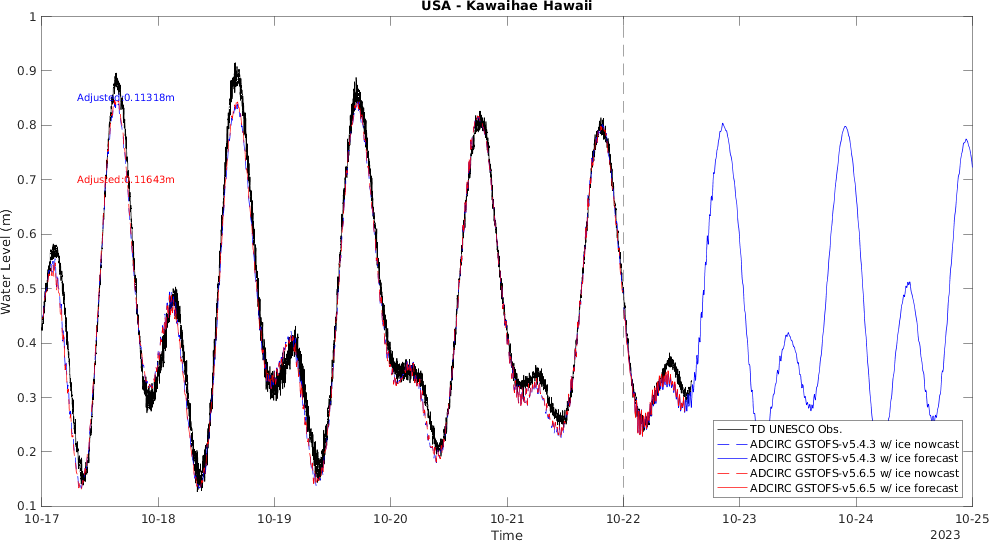 USA - Kawaihae Hawaii
1
0.9
0.8
0.7
0.6
0.5
0.4
0.3
0.2
0.1
Water Level (m)
Adjusted:0.11318m
Adjusted:0.11643m
TD UNESCO Obs.
ADCIRC GSTOFS-v5.4.3 w/ ice nowcast
ADCIRC GSTOFS-v5.4.3 w/ ice forecast
ADCIRC GSTOFS-v5.6.5 w/ ice nowcast
ADCIRC GSTOFS-v5.6.5 w/ ice forecast
10-17 10-18 10-19 10-20 10-21 10-22 10-23 10-24 10-25
Time
2023